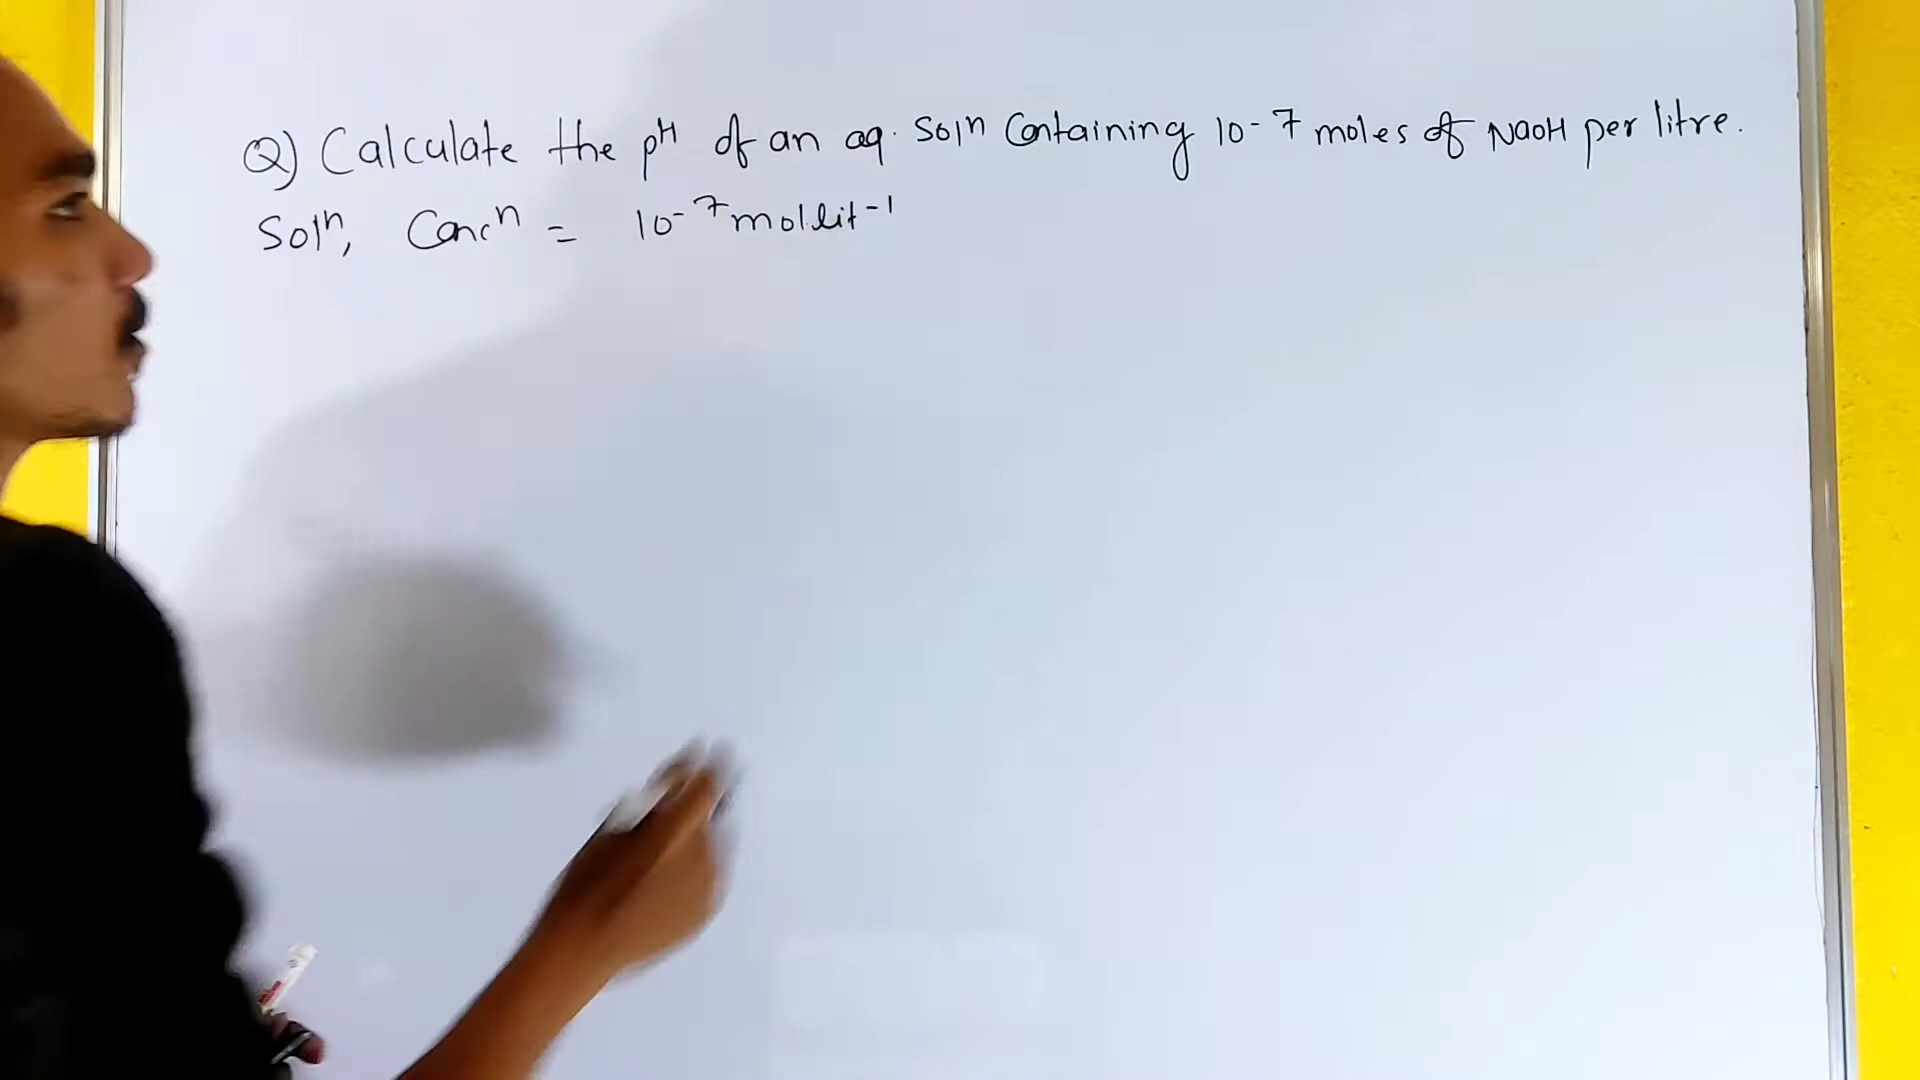 Q) Calculate the pH of an aq. Soln Containing 10-7 moles of NaOH per litre.
Soln, Concn = 10-7 mol.lit-1